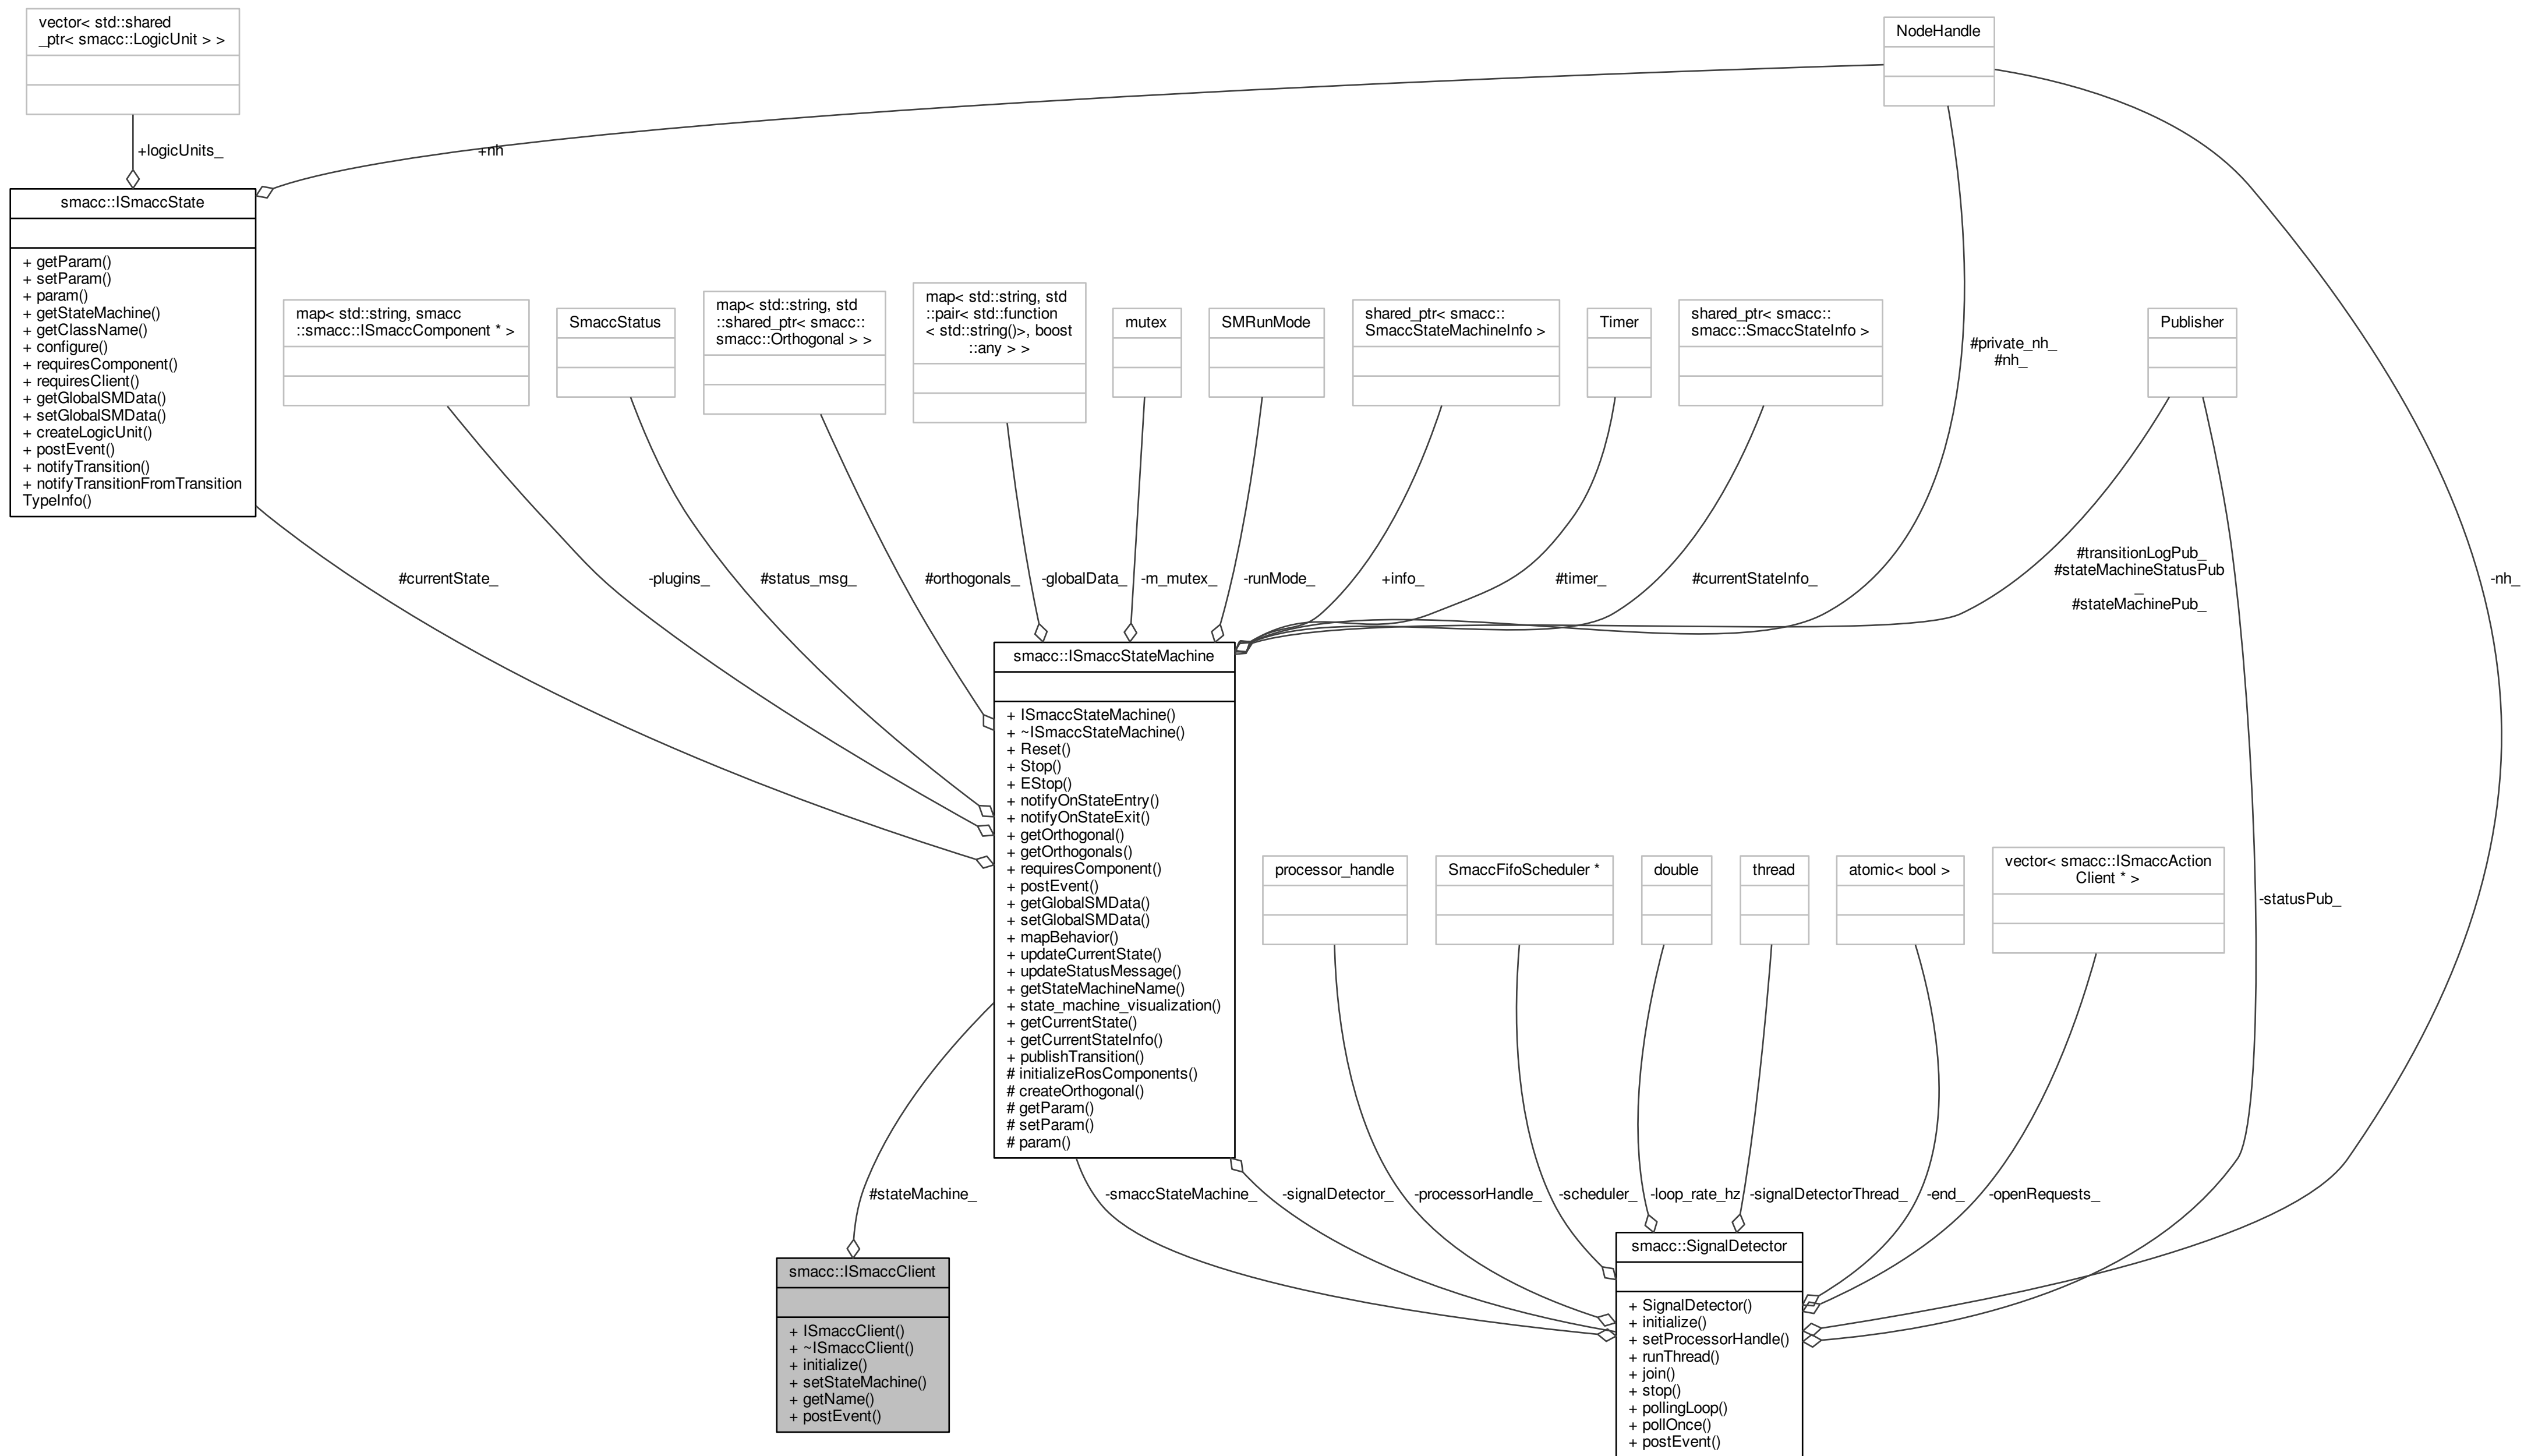 vector< std::shared
_ptr< smacc::LogicUnit > >
NodeHandle
+logicUnits_
+nh
smacc::ISmaccState
+ getParam()
+ setParam()
+ param()
+ getStateMachine()
+ getClassName()
+ configure()
+ requiresComponent()
+ requiresClient()
+ getGlobalSMData()
+ setGlobalSMData()
+ createLogicUnit()
+ postEvent()
+ notifyTransition()
+ notifyTransitionFromTransition
TypeInfo()
map< std::string, smacc
::smacc::ISmaccComponent * >
SmaccStatus
map< std::string, std
::shared_ptr< smacc::
smacc::Orthogonal > >
map< std::string, std
::pair< std::function
< std::string()>, boost
::any > >
mutex
SMRunMode
shared_ptr< smacc::
SmaccStateMachineInfo >
Timer
shared_ptr< smacc::
smacc::SmaccStateInfo >
#private_nh_
#nh_
Publisher
#currentState_
-plugins_
#status_msg_
#orthogonals_
-globalData_
-m_mutex_
-runMode_
+info_
#timer_
#currentStateInfo_
#transitionLogPub_
#stateMachineStatusPub
_
#stateMachinePub_
-nh_
smacc::ISmaccStateMachine
+ ISmaccStateMachine()
+ ~ISmaccStateMachine()
+ Reset()
+ Stop()
+ EStop()
+ notifyOnStateEntry()
+ notifyOnStateExit()
+ getOrthogonal()
+ getOrthogonals()
+ requiresComponent()
+ postEvent()
+ getGlobalSMData()
+ setGlobalSMData()
+ mapBehavior()
+ updateCurrentState()
+ updateStatusMessage()
+ getStateMachineName()
+ state_machine_visualization()
+ getCurrentState()
+ getCurrentStateInfo()
+ publishTransition()
# initializeRosComponents()
# createOrthogonal()
# getParam()
# setParam()
# param()
processor_handle
SmaccFifoScheduler *
double
thread
atomic< bool >
vector< smacc::ISmaccAction
Client * >
-statusPub_
#stateMachine_
-smaccStateMachine_
-signalDetector_
-processorHandle_
-scheduler_
-loop_rate_hz
-signalDetectorThread_
-end_
-openRequests_
smacc::ISmaccClient
+ ISmaccClient()
+ ~ISmaccClient()
+ initialize()
+ setStateMachine()
+ getName()
+ postEvent()
smacc::SignalDetector
+ SignalDetector()
+ initialize()
+ setProcessorHandle()
+ runThread()
+ join()
+ stop()
+ pollingLoop()
+ pollOnce()
+ postEvent()